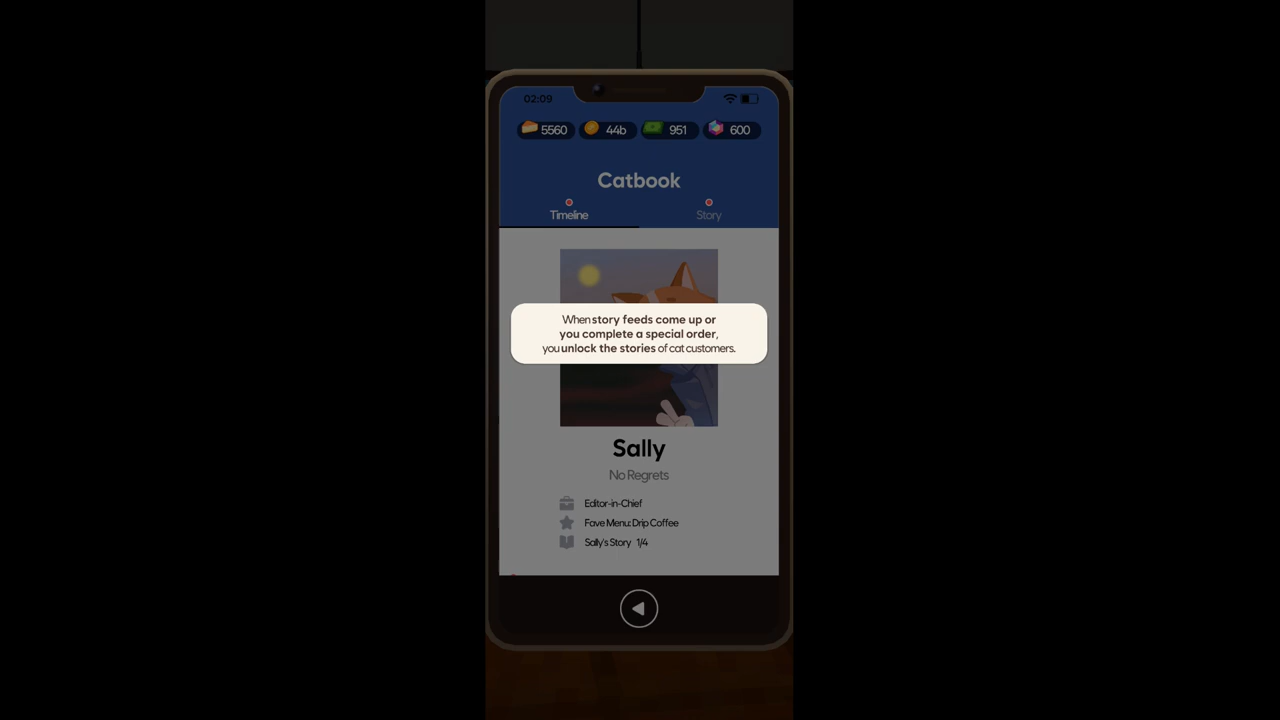 02:09
5560 44b 951 600
Catbook
Timeline Story
When story feeds come up or
you complete a special order,
you unlock the stories of cat customers.
Sally
No Regrets
Editor-in-Chief
Fave Menu: Drip Coffee
Sally's Story 1/4